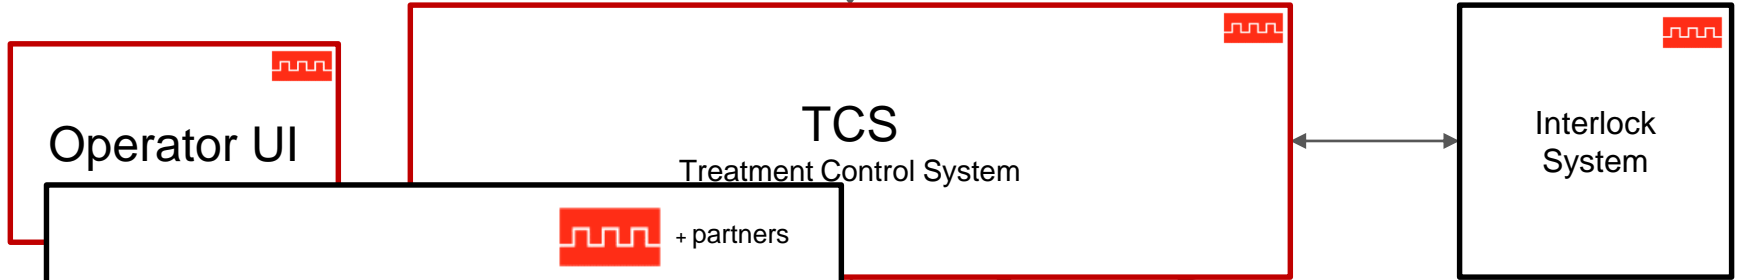 Operator UI
TCS
Treatment Control System
Interlock
System
+ partners